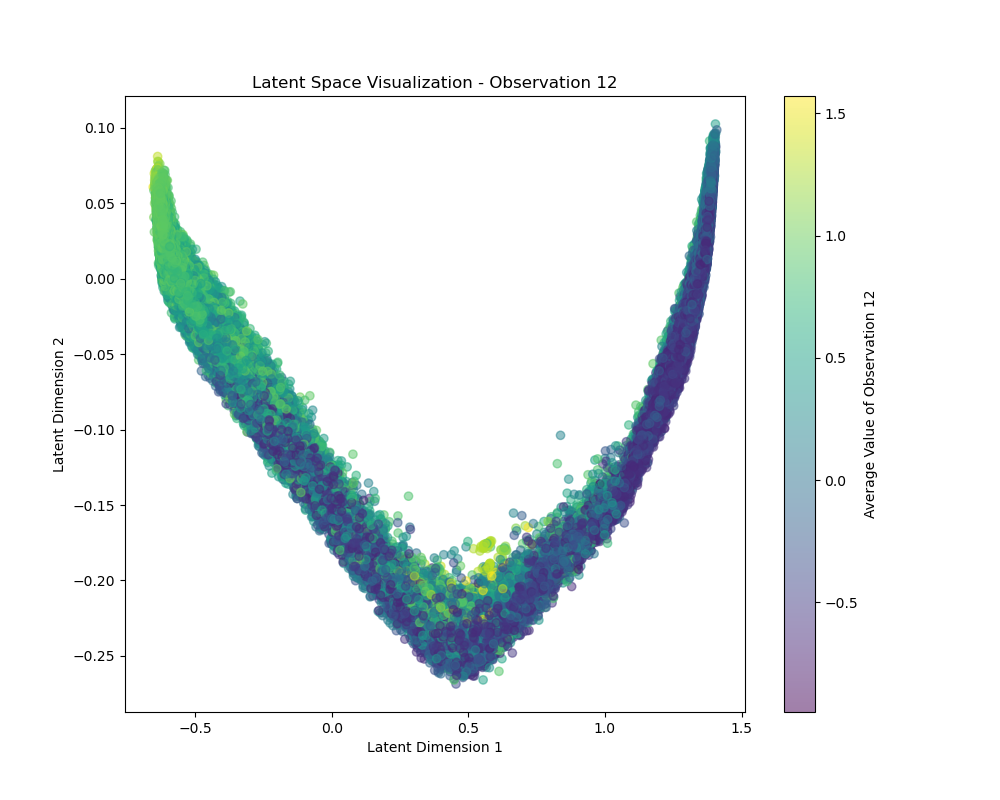 Latent Space Visualization - Observation 12
0.10
0.05
0.00
−0.05
−0.10
−0.15
−0.20
−0.25
Latent Dimension 2
−0.5 0.0 0.5 1.0 1.5
Latent Dimension 1
1.5
1.0
0.5
0.0
−0.5
Average Value of Observation 12